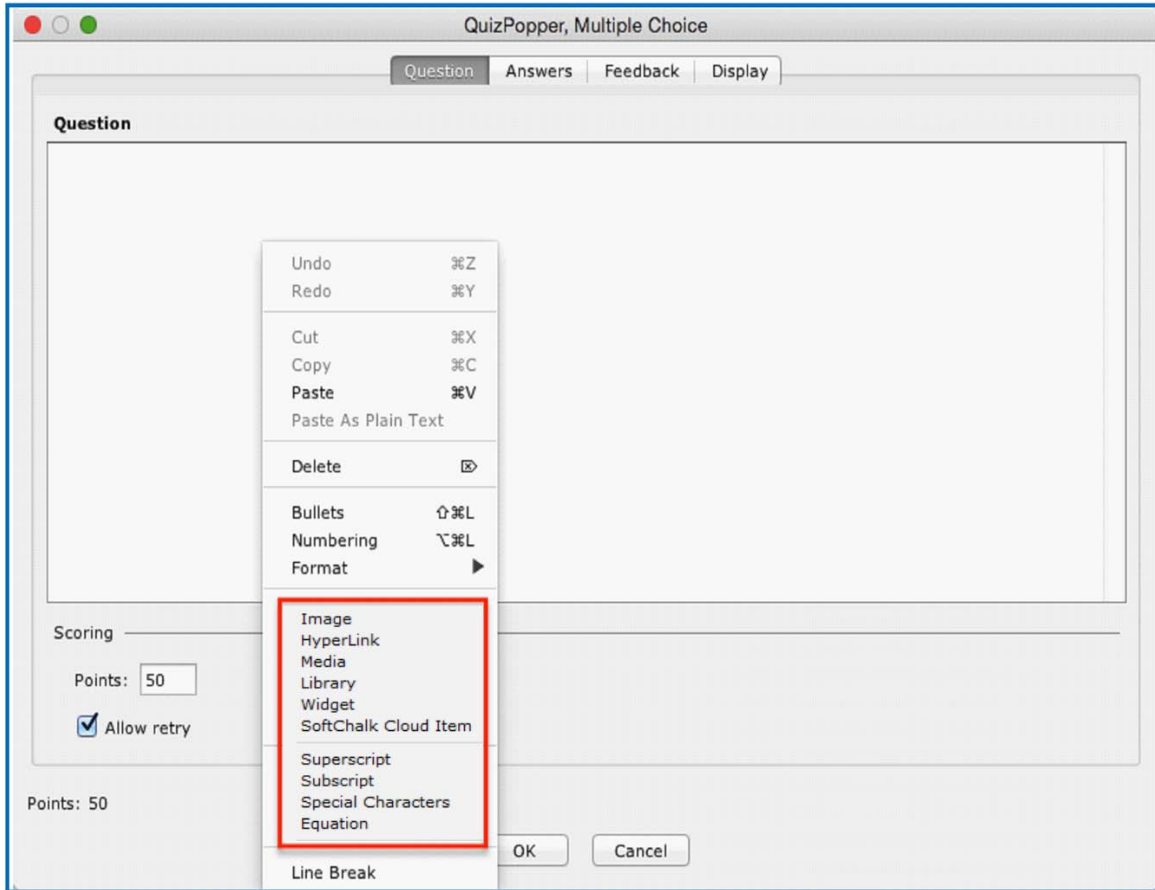 QuizPopper, Multiple Choice
Question Answers Feedback Display
Question
Undo ⌘Z
Redo ⌘Y
Cut ⌘X
Copy ⌘C
Paste ⌘V
Paste As Plain Text
Delete ⌦
Bullets ⇧⌘L
Numbering ⌥⌘L
Format ▶
Image
HyperLink
Media
Library
Widget
SoftChalk Cloud Item
Superscript
Subscript
Special Characters
Equation
Line Break
Scoring
Points: 50
Allow retry
Points: 50
OK Cancel